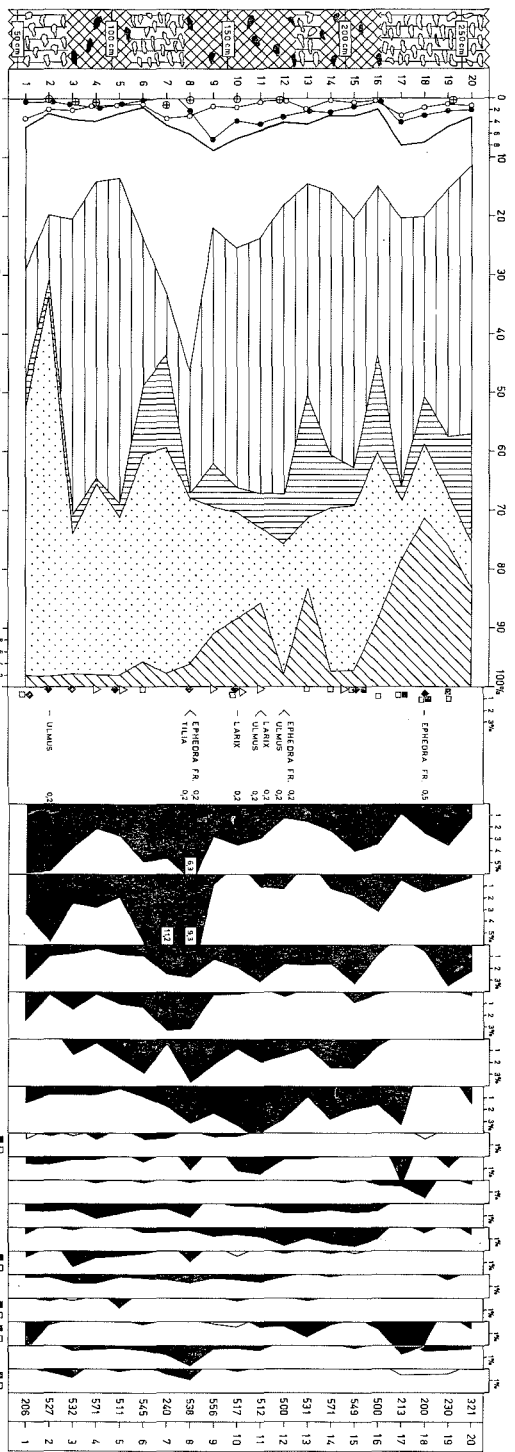 50 cm
100 cm
150 cm
200 cm
250 cm
1 2 3 4 5 6 7 8 9 10 11 12 13 14 15 16 17 18 19 20
0 2 4 6 8 10 20 30 40 50 60 70 80 90 100%
1 2 3%
ULMUS 0,2
EPHEDRA FR. 0,2
TILIA 0,2
LARIX 0,2
LARIX 0,2
ULMUS 0,2
EPHEDRA FR. 0,2
ULMUS 0,2
EPHEDRA FR. 0,5
1 2 3 4 5%
6,3
1 2 3 4 5%
11,2
9,3
1 2 3%
1 2 3%
1 2 3%
1 2 3%
1%
1%
1%
1%
1%
1%
1%
1%
1%
1%
1%
206 527 532 571 511 545 240 538 556 517 512 500 531 549 500 213 200 230 321
1 2 3 4 5 6 7 8 9 10 11 12 13 14 15 16 17 18 19 20